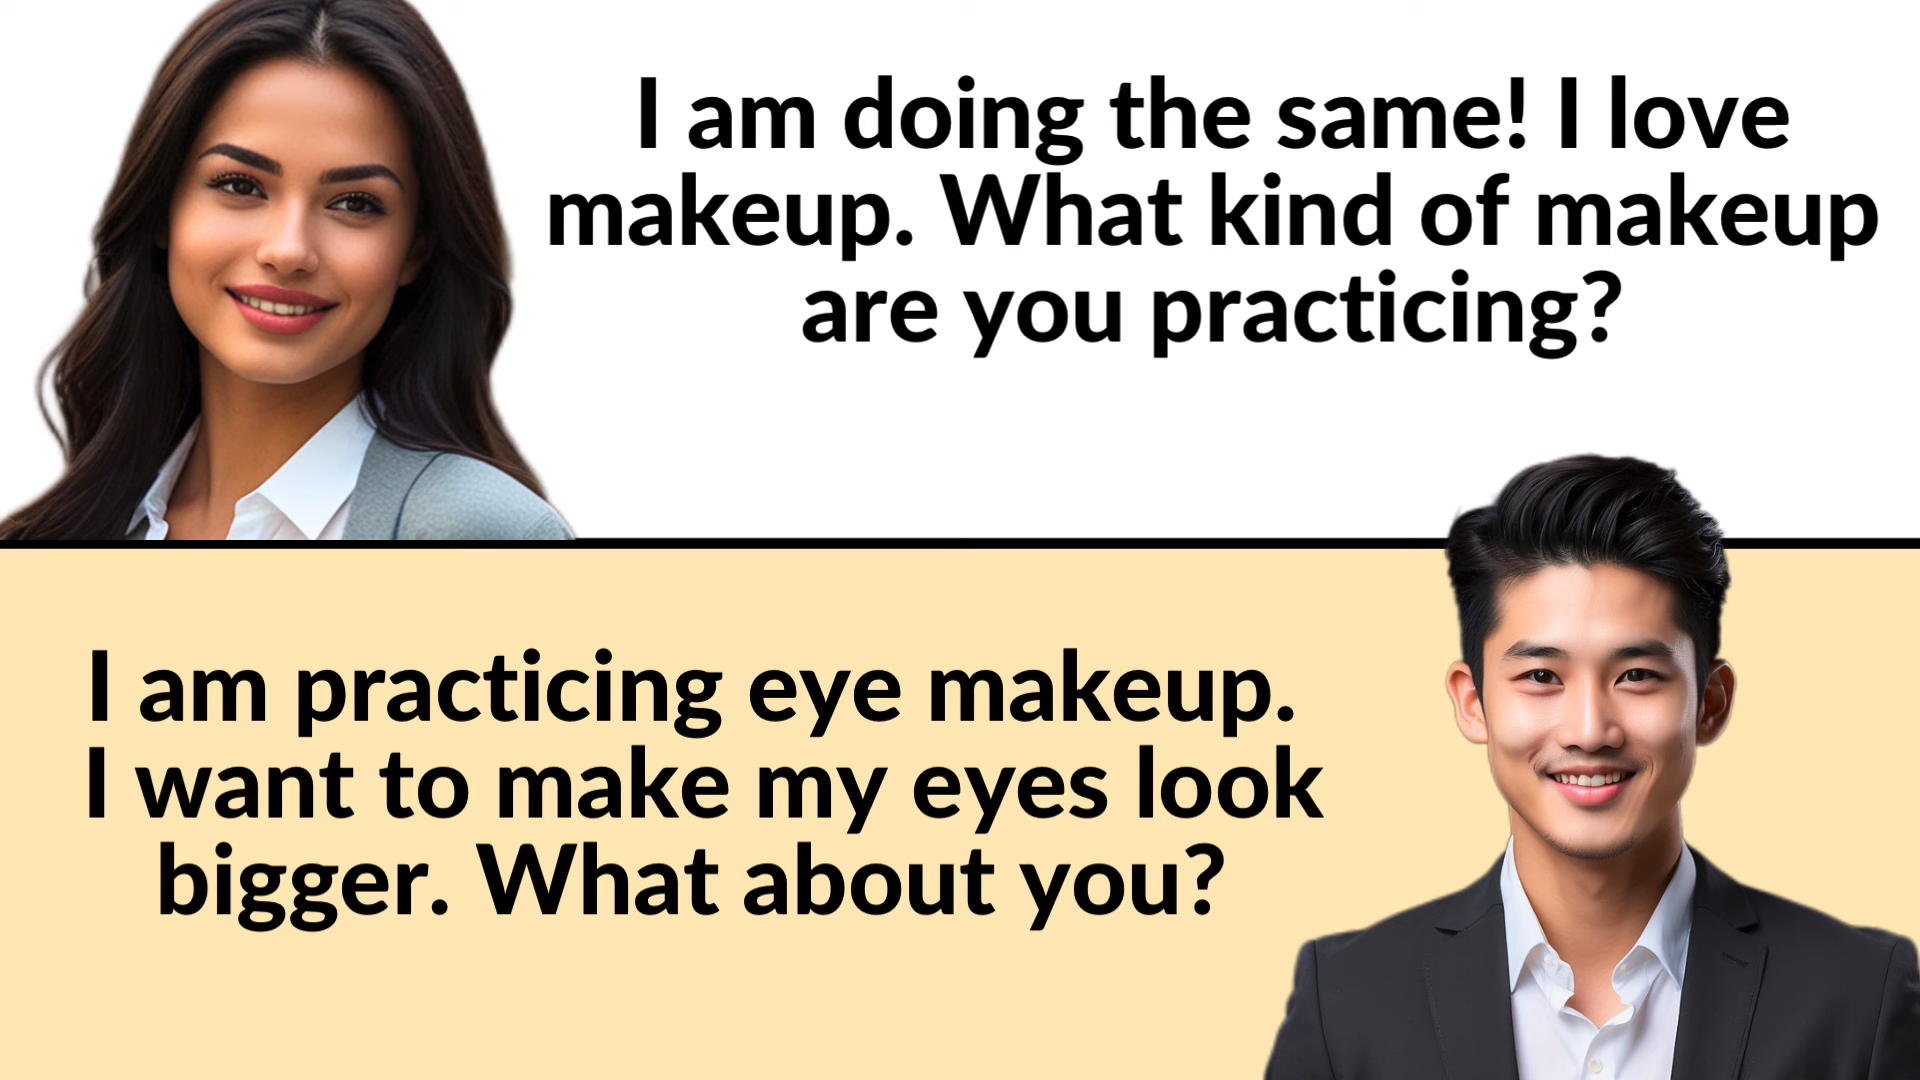 I am doing the same! I love
makeup. What kind of makeup
are you practicing?
I am practicing eye makeup.
I want to make my eyes look
bigger. What about you?